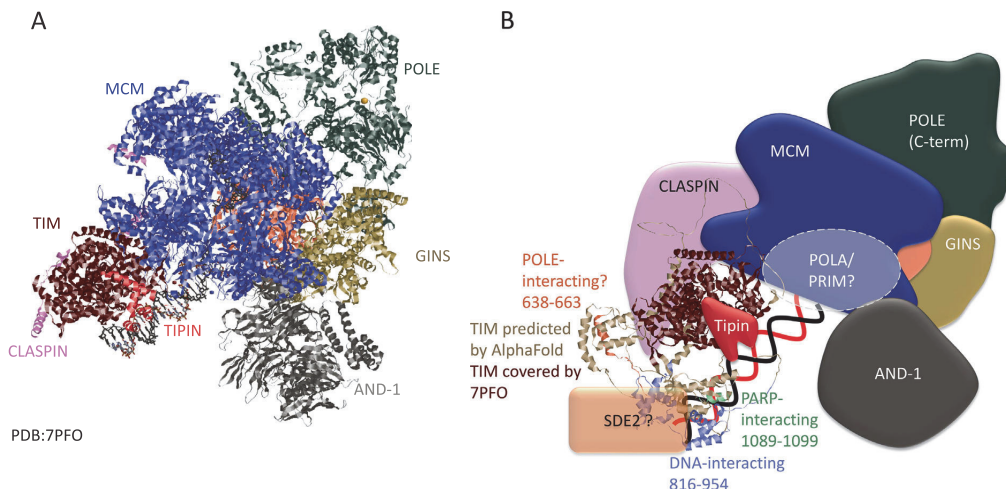 A
POLE
MCM
TIM
GINS
TIPIN
CLASPIN
AND-1
PDB:7PFO
B
POLE
(C-term)
MCM
CLASPIN
GINS
POLA/
PRIM?
POLE-
interacting?
638-663
Tipin
TIM predicted
by AlphaFold
TIM covered by
7PFO
AND-1
PARP-
interacting
1089-1099
SDE2 ?
DNA-interacting
816-954